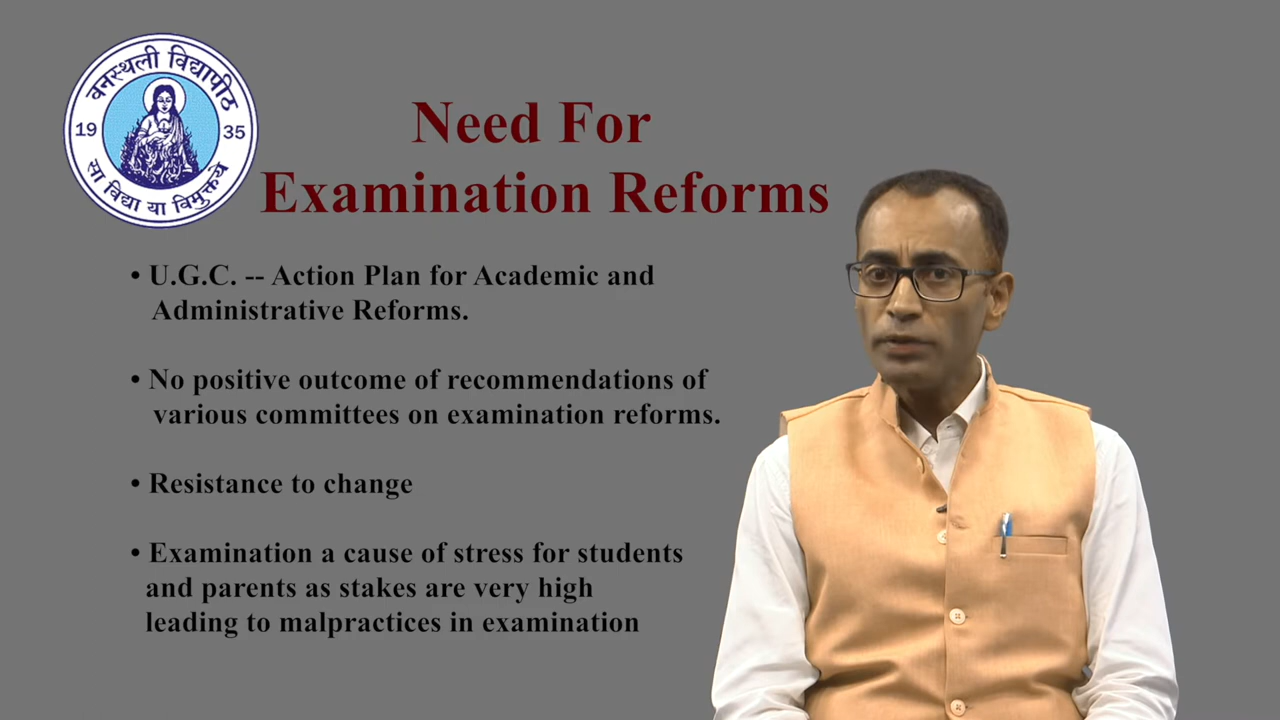 वनस्थली विद्यापीठ
19 35
सा विद्या या विमुक्तये
Need For
Examination Reforms
• U.G.C. -- Action Plan for Academic and
Administrative Reforms.
• No positive outcome of recommendations of
various committees on examination reforms.
• Resistance to change
• Examination a cause of stress for students
and parents as stakes are very high
leading to malpractices in examination